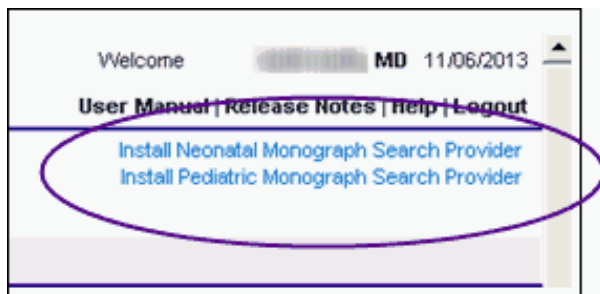 Welcome MD 11/06/2013
User Manual | Release Notes | Help | Logout
Install Neonatal Monograph Search Provider
Install Pediatric Monograph Search Provider